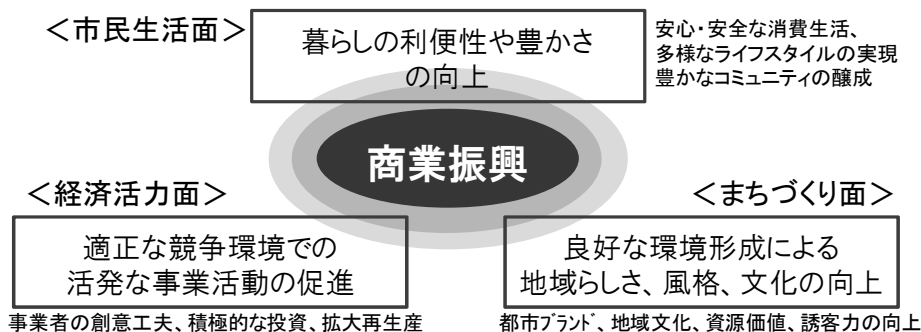 ＜市民生活面＞
暮らしの利便性や豊かさ
の向上
安心・安全な消費生活、
多様なライフスタイルの実現
豊かなコミュニティの醸成
商業振興
＜経済活力面＞
適正な競争環境での
活発な事業活動の促進
事業者の創意工夫、積極的な投資、拡大再生産
＜まちづくり面＞
良好な環境形成による
地域らしさ、風格、文化の向上
都市ﾌﾞﾗﾝﾄﾞ、地域文化、資源価値、誘客力の向上